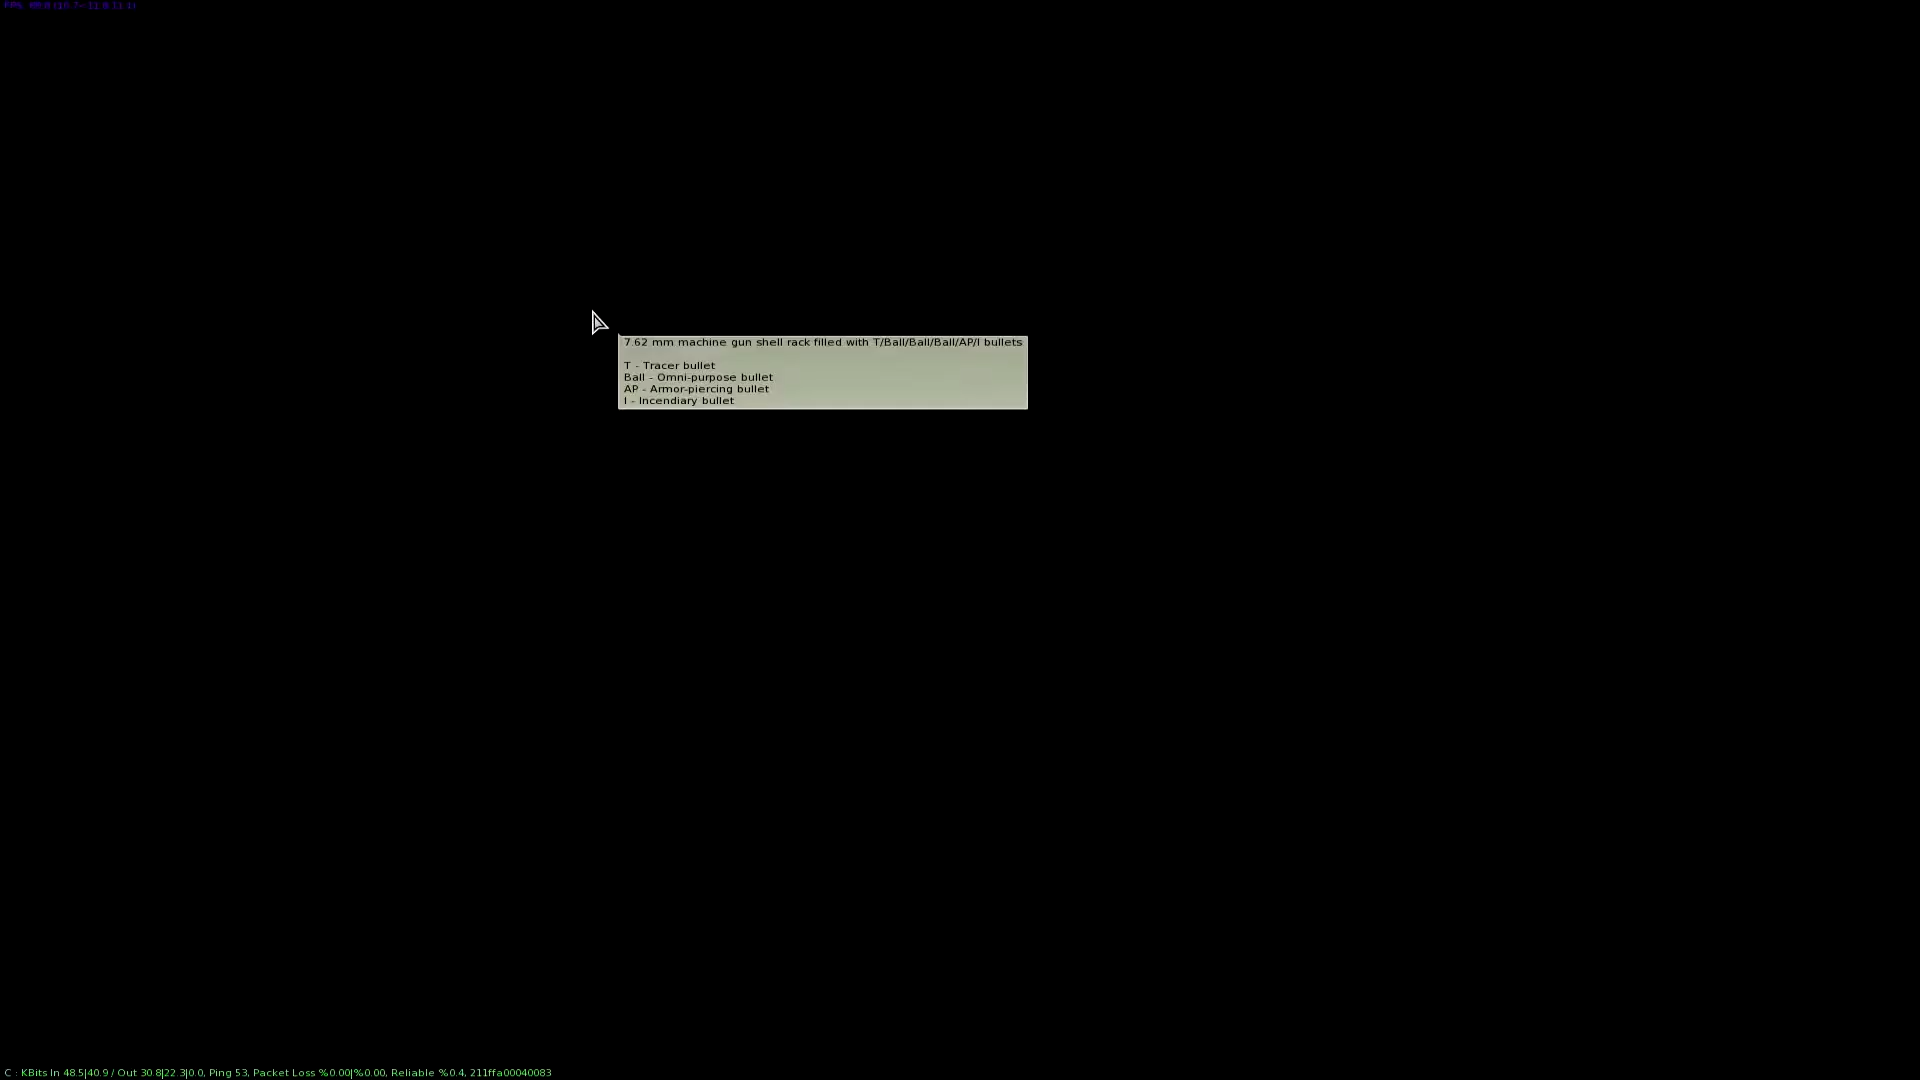 FPS:
7.62 mm machine gun shell rack filled with T/Ball/Ball/Ball/AP/I bullets
T - Tracer bullet
Ball - Omni-purpose bullet
AP - Armor-piercing bullet
I - Incendiary bullet
C : KBits In 48.5|40.9 / Out 30.8|22.3|0.0, Ping 53, Packet Loss %0.00|%0.00, Reliable %0.4, 211ffa00040083